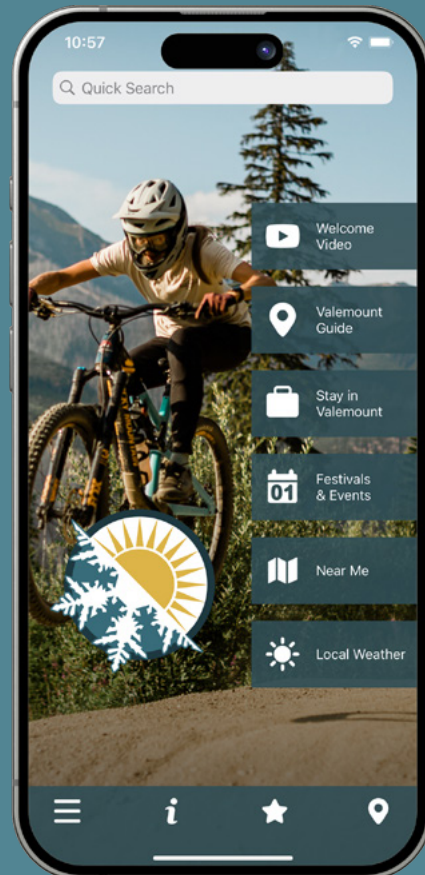 10:57
Quick Search
Welcome
Video
Valemount
Guide
Stay in
Valemount
01
Festivals
& Events
Near Me
Local Weather
i